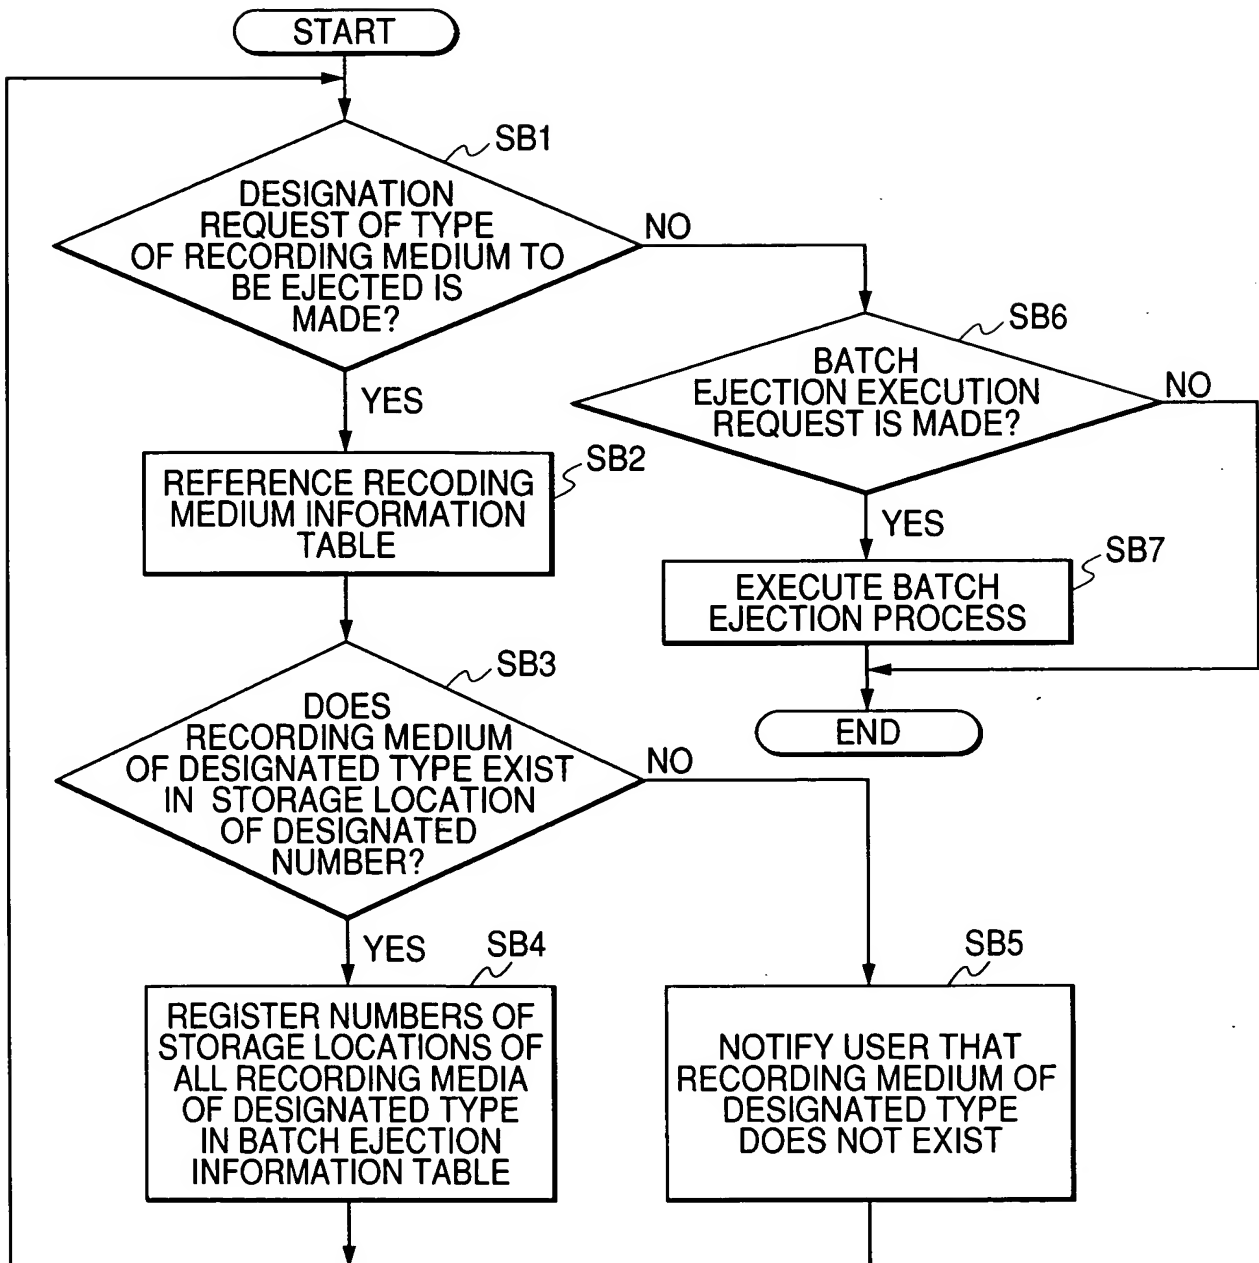 START
SB1
DESIGNATION
REQUEST OF TYPE
OF RECORDING MEDIUM TO
BE EJECTED IS
MADE?
NO
YES
SB6
BATCH
EJECTION EXECUTION
REQUEST IS MADE?
NO
YES
SB2
REFERENCE RECODING
MEDIUM INFORMATION
TABLE
SB7
EXECUTE BATCH
EJECTION PROCESS
END
SB3
DOES
RECORDING MEDIUM
OF DESIGNATED TYPE EXIST
IN STORAGE LOCATION
OF DESIGNATED
NUMBER?
NO
YES
SB4
REGISTER NUMBERS OF
STORAGE LOCATIONS OF
ALL RECORDING MEDIA
OF DESIGNATED TYPE
IN BATCH EJECTION
INFORMATION TABLE
SB5
NOTIFY USER THAT
RECORDING MEDIUM OF
DESIGNATED TYPE
DOES NOT EXIST